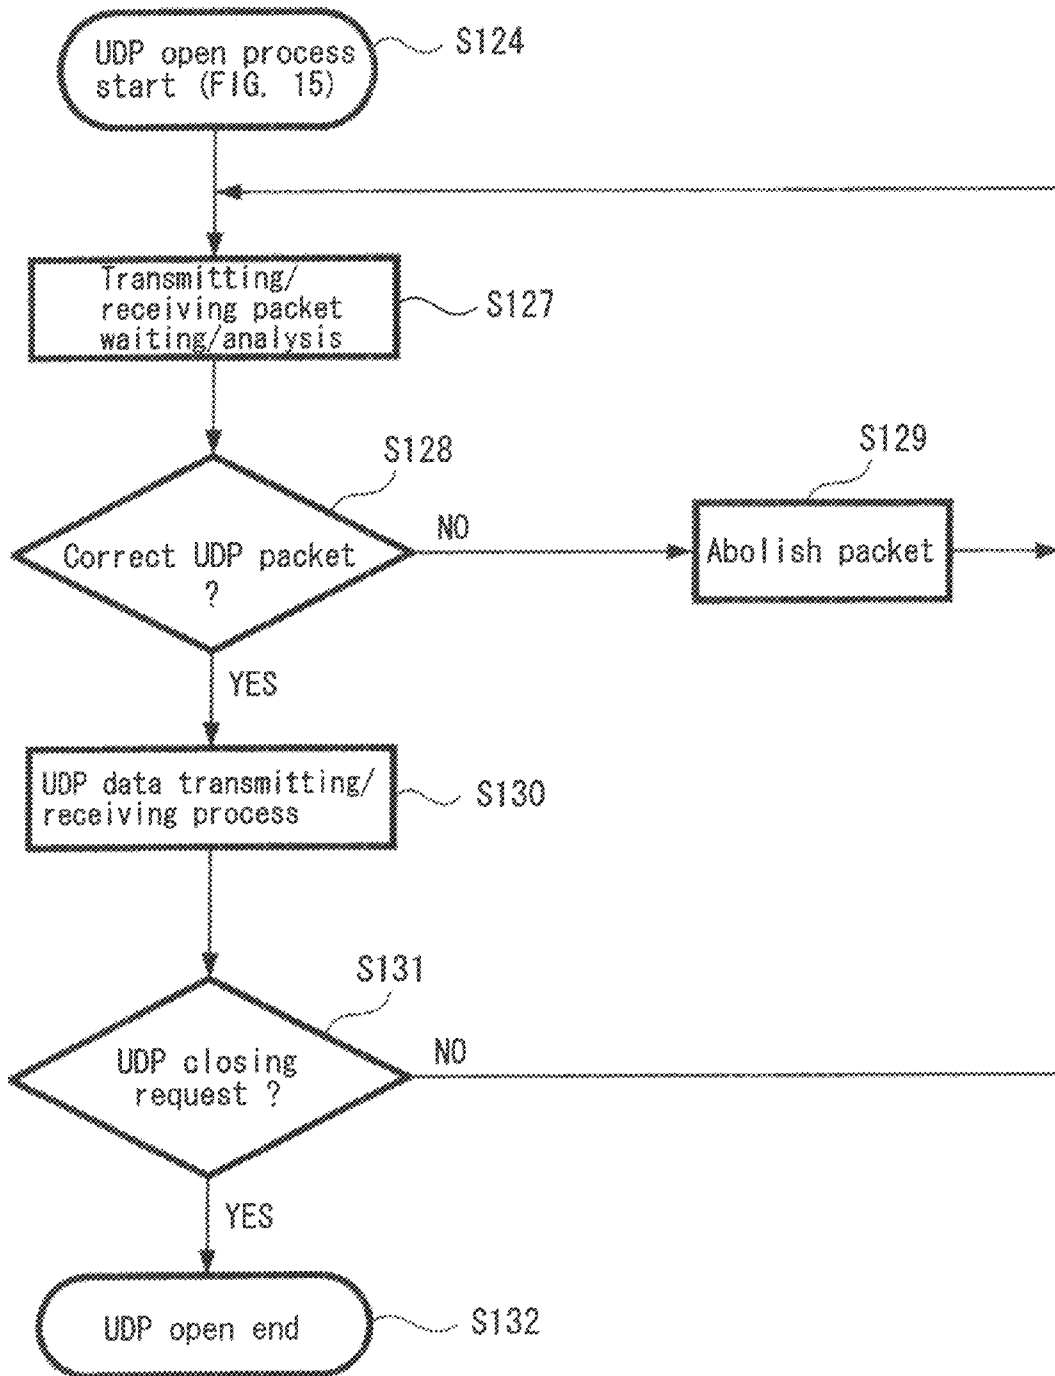 UDP open process
start (FIG. 15)
S124
Transmitting/
receiving packet
waiting/analysis
S127
S128
Correct UDP packet
?
NO
S129
Abolish packet
YES
UDP data transmitting/
receiving process
S130
S131
UDP closing
request ?
NO
YES
UDP open end
S132